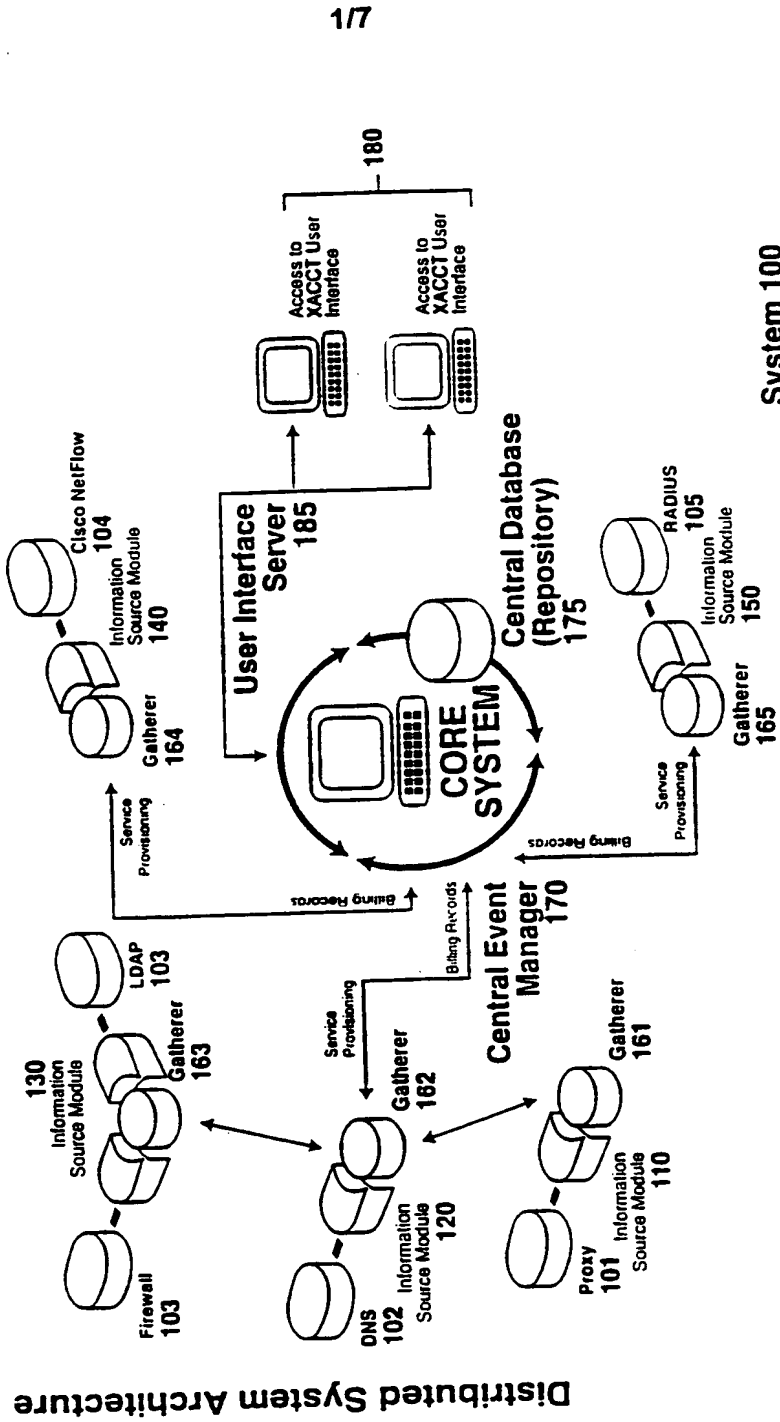 1/7
Distributed System Architecture
Firewall
103
130
Information
Source Module
LDAP
103
Gatherer
163
DNS
102
Information
Source Module
120
Gatherer
162
Proxy
101
Information
Source Module
110
Gatherer
161
Service
Provisioning
Billing Records
Central Event
Manager
170
Service
Provisioning
Billing Records
Gatherer
164
Information
Source Module
140
Cisco NetFlow
104
CORE
SYSTEM
User Interface
Server
185
Central Database
(Repository)
175
Service
Provisioning
Billing Records
Gatherer
165
Information
Source Module
150
RADIUS
105
Access to
XACCT User
Interface
Access to
XACCT User
Interface
180
System 100